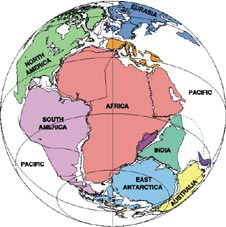 EURASIA
NORTH
AMERICA
AFRICA
PACIFIC
SOUTH
AMERICA
INDIA
PACIFIC
EAST
ANTARCTICA
AUSTRALIA